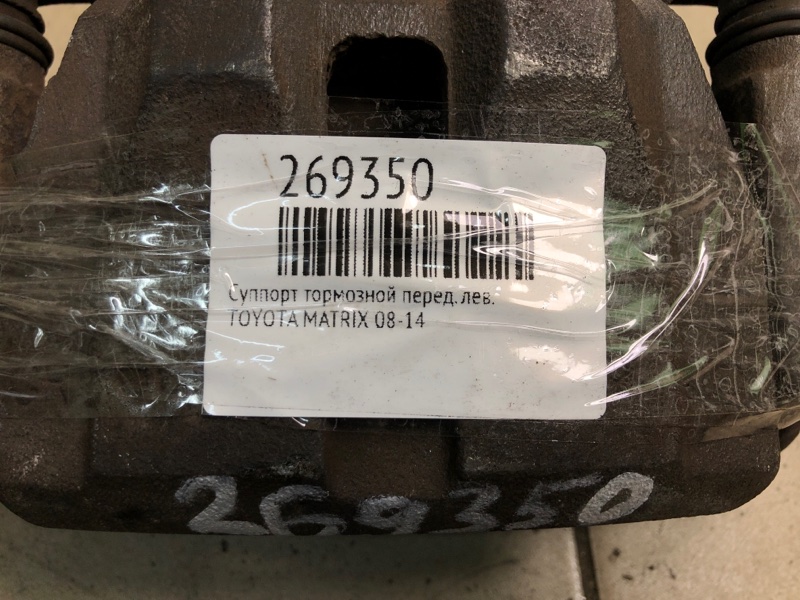 269350
Суппорт тормозной перед. лев.
TOYOTA MATRIX 08-14
269350